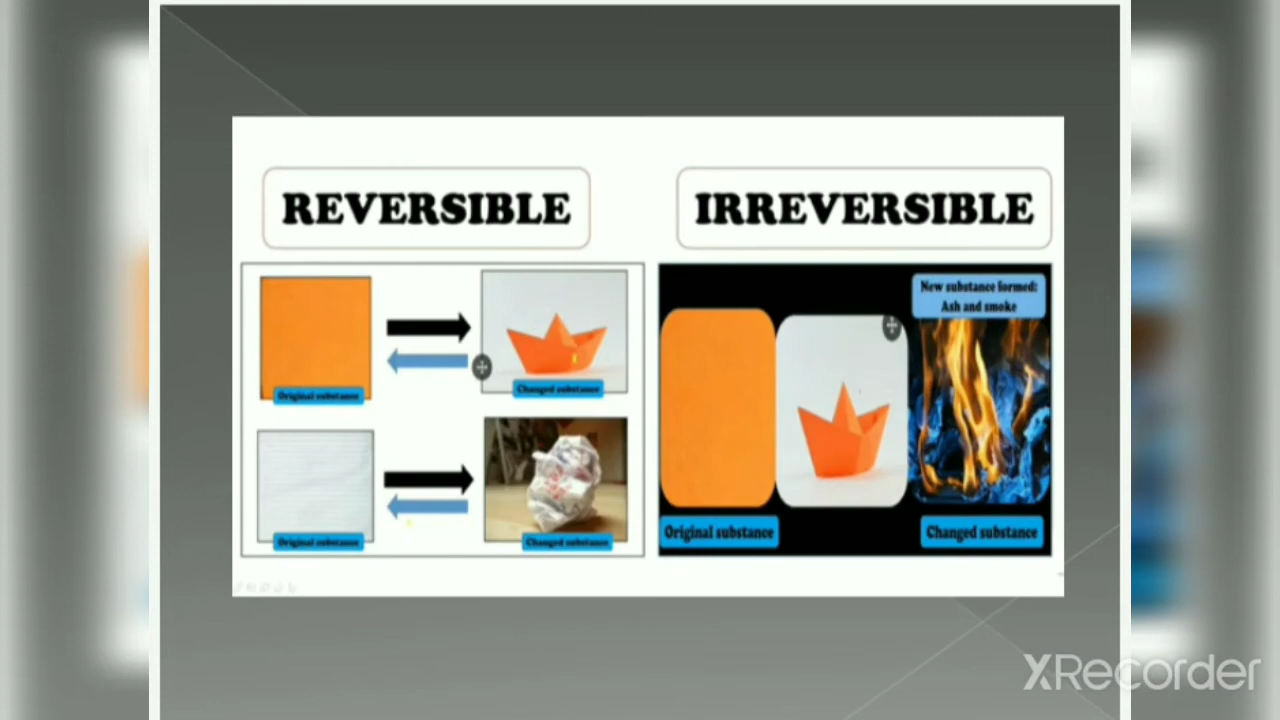 REVERSIBLE
IRREVERSIBLE
Original substance
Changed substance
Original substance
Changed substance
New substance formed:
Ash and smoke
Original substance
Changed substance
XRecorder